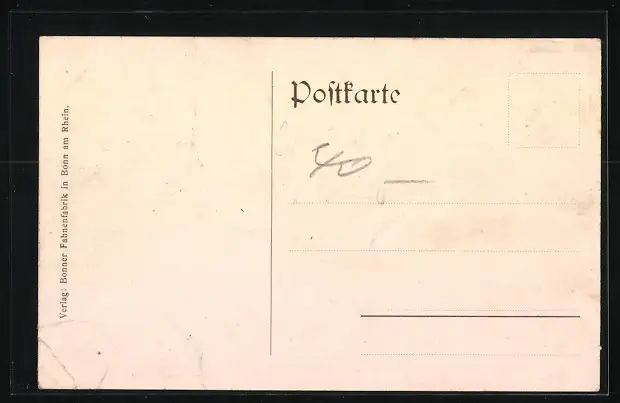 Verlag: Bonner Fahnenfabrik in Bonn am Rhein.
Poſtkarte
40,—